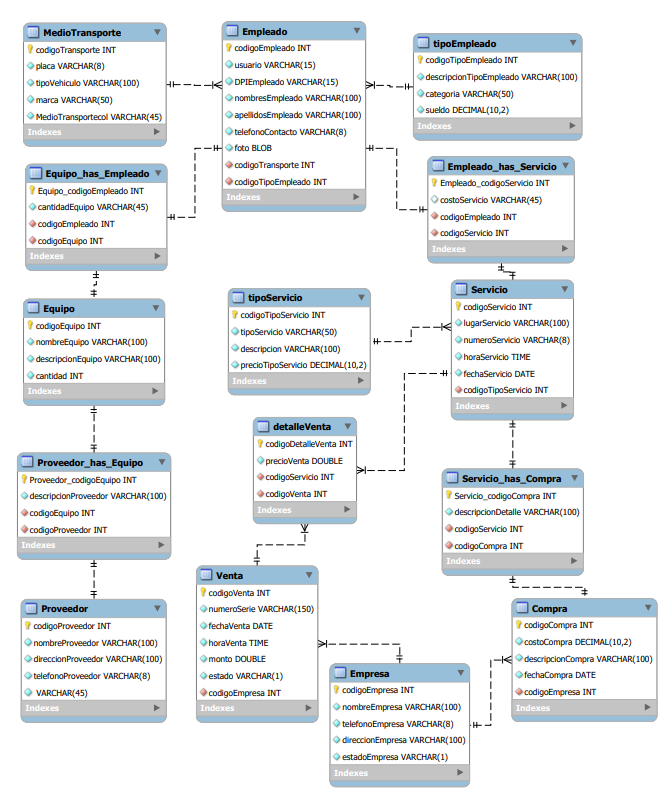 MedioTransporte
codigoTransporte INT
placa VARCHAR(8)
tipoVehiculo VARCHAR(100)
marca VARCHAR(50)
MedioTransportecol VARCHAR(45)
Indexes
Empleado
codigoEmpleado INT
usuario VARCHAR(15)
DPIEmpleado VARCHAR(15)
nombresEmpleado VARCHAR(100)
apellidosEmpleado VARCHAR(100)
telefonoContacto VARCHAR(8)
foto BLOB
codigoTransporte INT
codigoTipoEmpleado INT
Indexes
tipoEmpleado
codigoTipoEmpleado INT
descripcionTipoEmpleado VARCHAR(100)
categoria VARCHAR(50)
sueldo DECIMAL(10,2)
Indexes
Equipo_has_Empleado
Equipo_codigoEmpleado INT
cantidadEquipo VARCHAR(45)
codigoEmpleado INT
codigoEquipo INT
Indexes
Empleado_has_Servicio
Empleado_codigoServicio INT
costoServicio VARCHAR(45)
codigoEmpleado INT
codigoServicio INT
Indexes
Equipo
codigoEquipo INT
nombreEquipo VARCHAR(100)
descripcionEquipo VARCHAR(100)
cantidad INT
Indexes
tipoServicio
codigoTipoServicio INT
tipoServicio VARCHAR(50)
descripcion VARCHAR(100)
precioTipoServicio DECIMAL(10,2)
Indexes
Servicio
codigoServicio INT
lugarServicio VARCHAR(100)
numeroServicio VARCHAR(8)
horaServicio TIME
fechaServicio DATE
codigoTipoServicio INT
Indexes
detalleVenta
codigoDetalleVenta INT
precioVenta DOUBLE
codigoServicio INT
codigoVenta INT
Indexes
Proveedor_has_Equipo
Proveedor_codigoEquipo INT
descripcionProveedor VARCHAR(100)
codigoEquipo INT
codigoProveedor INT
Indexes
Servicio_has_Compra
Servicio_codigoCompra INT
descripcionDetalle VARCHAR(100)
codigoServicio INT
codigoCompra INT
Indexes
Proveedor
codigoProveedor INT
nombreProveedor VARCHAR(100)
direccionProveedor VARCHAR(100)
telefonoProveedor VARCHAR(8)
VARCHAR(45)
Indexes
Venta
codigoVenta INT
numeroSerie VARCHAR(150)
fechaVenta DATE
horaVenta TIME
monto DOUBLE
estado VARCHAR(1)
codigoEmpresa INT
Indexes
Compra
codigoCompra INT
costoCompra DECIMAL(10,2)
descripcionCompra VARCHAR(100)
fechaCompra DATE
codigoEmpresa INT
Indexes
Empresa
codigoEmpresa INT
nombreEmpresa VARCHAR(100)
telefonoEmpresa VARCHAR(8)
direccionEmpresa VARCHAR(100)
estadoEmpresa VARCHAR(1)
Indexes